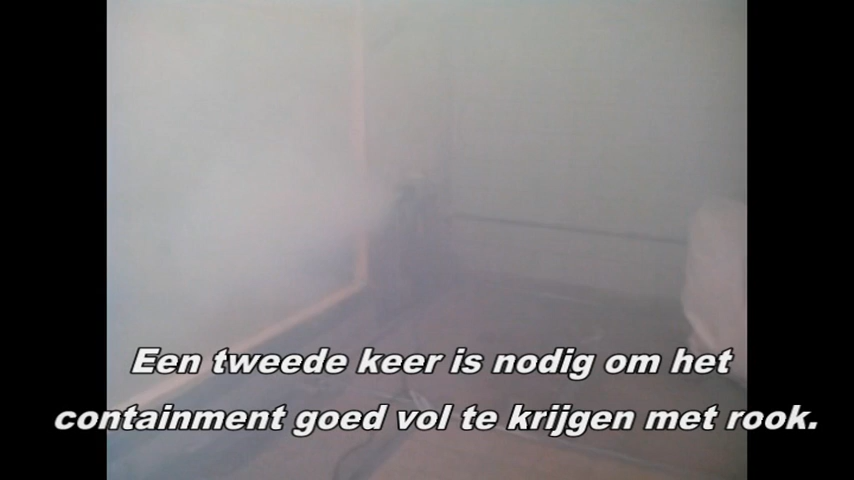 Een tweede keer is nodig om het
containment goed vol te krijgen met rook.